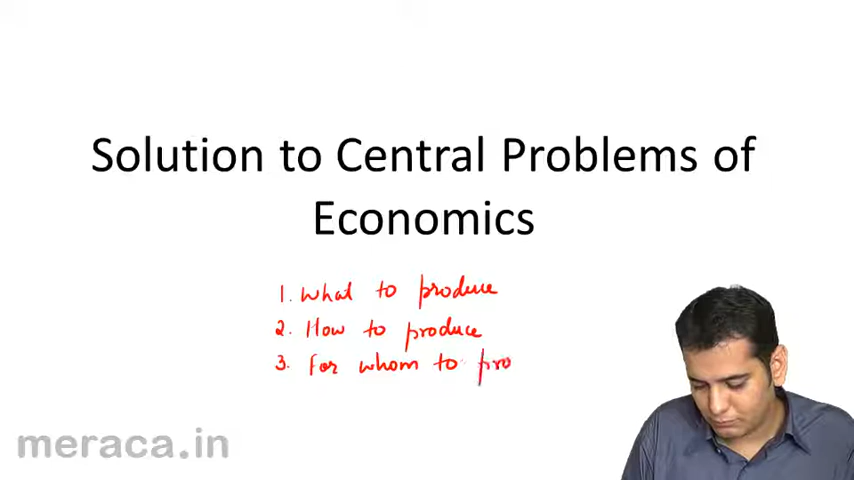 Solution to Central Problems of
Economics
1. What to produce
2. How to produce
3. For whom to pro
meraca.in